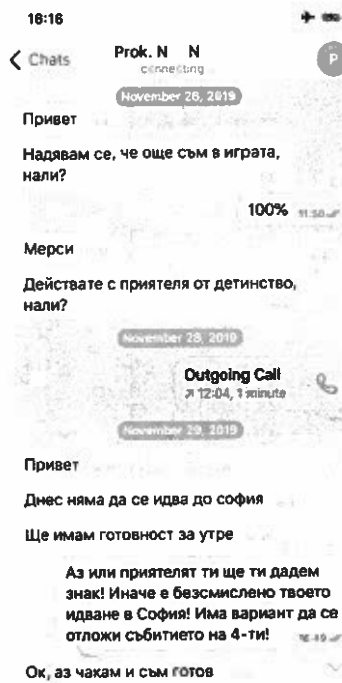 16:16
Chats
Prok. N N
connecting
P
November 26, 2019
Привет
Надявам се, че още съм в играта,
нали?
100% 11:50
Мерси
Действате с приятеля от детинство,
нали?
November 28, 2019
Outgoing Call
12:04, 1 minute
November 29, 2019
Привет
Днес няма да се идва до софия
Ще имам готовност за утре
Аз или приятелят ти ще ти дадем
знак! Иначе е безсмислено твоето
идване в София! Има вариант да се
отложи събитието на 4-ти!
Ок, аз чакам и съм готов